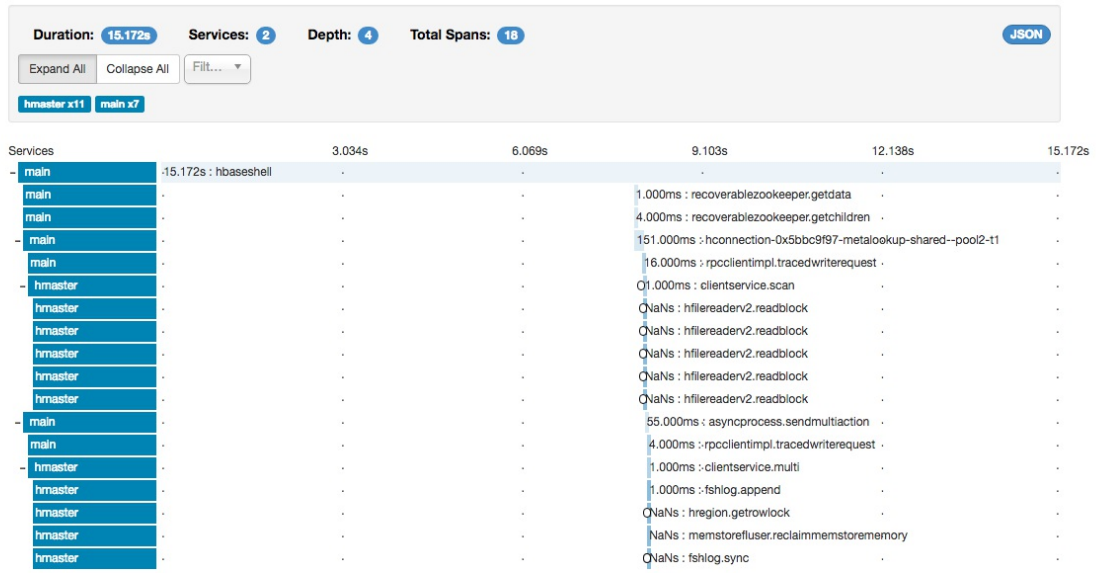 Duration: 15.172s Services: 2 Depth: 4 Total Spans: 18 JSON
Expand All Collapse All Filt...
hmaster x11 main x7
Services 3.034s 6.069s 9.103s 12.138s 15.172s
- main 15.172s : hbaseshell
main 1.000ms : recoverablezookeeper.getdata
main 4.000ms : recoverablezookeeper.getchildren
- main 151.000ms : hconnection-0x5bbc9f97-metalookup-shared--pool2-t1
main 16.000ms : rpcclientimpl.tracedwriterequest
- hmaster 1.000ms : clientservice.scan
hmaster NaNs : hfilereaderv2.readblock
hmaster NaNs : hfilereaderv2.readblock
hmaster NaNs : hfilereaderv2.readblock
hmaster NaNs : hfilereaderv2.readblock
hmaster NaNs : hfilereaderv2.readblock
- main 55.000ms : asyncprocess.sendmultiaction
main 4.000ms : rpcclientimpl.tracedwriterequest
- hmaster 1.000ms : clientservice.multi
hmaster 1.000ms : fshlog.append
hmaster NaNs : hregion.getrowlock
hmaster NaNs : memstorefluser.reclaimmemstorememory
hmaster NaNs : fshlog.sync